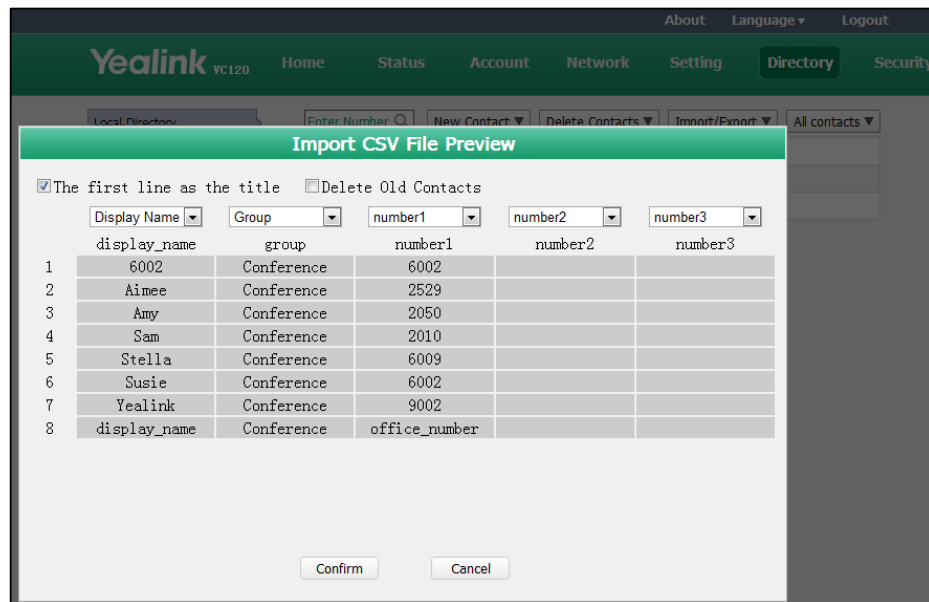 About Language ▾ Logout
Yealink VC120 Home Status Account Network Setting Directory Security
Local Directory Enter Number New Contact ▼ Delete Contacts ▼ Import/Export ▼ All contacts ▼
Import CSV File Preview
The first line as the title Delete Old Contacts
Display Name Group number1 number2 number3
display_name group number1 number2 number3
1 6002 Conference 6002
2 Aimee Conference 2529
3 Amy Conference 2050
4 Sam Conference 2010
5 Stella Conference 6009
6 Susie Conference 6002
7 Yealink Conference 9002
8 display_name Conference office_number
Confirm Cancel